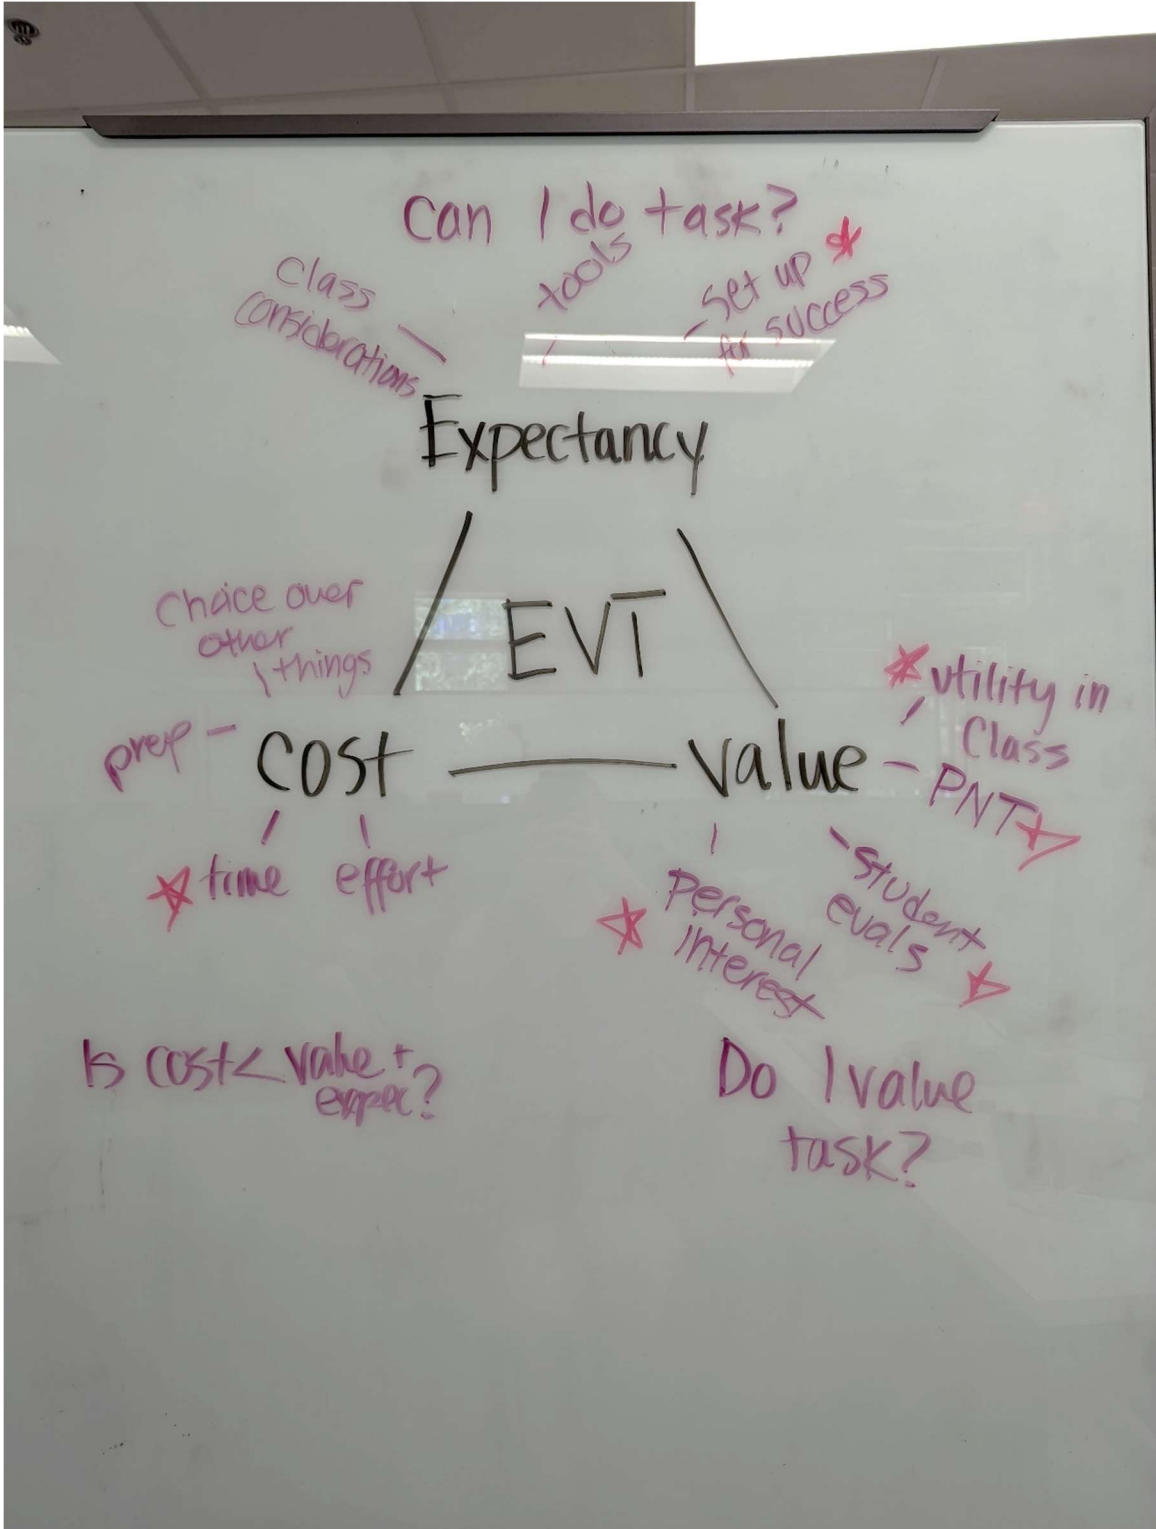 Can I do task?
Class
considerations
tools
Set up
for success
Expectancy
EVT
Choice over
other
things
prep
Cost
value
time
effort
utility in
Class
PNT
student
evals
Personal
interest
Is cost < value +
expec?
Do I value
task?